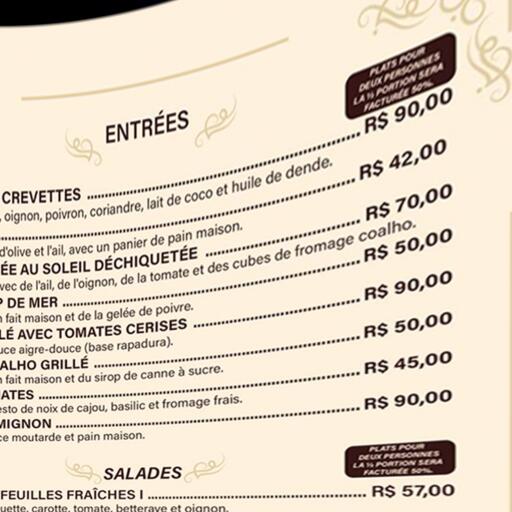 PLATS POUR
DEUX PERSONNES
LA ½ PORTION SERA
FACTURÉE 50%.
ENTRÉES
CREVETTES ........ R$ 90,00
, oignon, poivron, coriandre, lait de coco et huile de dende.
........ R$ 42,00
d'olive et l'ail, avec un panier de pain maison.
ÉE AU SOLEIL DÉCHIQUETÉE ........ R$ 70,00
vec de l'ail, de l'oignon, de la tomate et des cubes de fromage coalho.
P DE MER ........ R$ 50,00
n fait maison et de la gelée de poivre.
LÉ AVEC TOMATES CERISES ........ R$ 90,00
uce aigre-douce (base rapadura).
ALHO GRILLÉ ........ R$ 50,00
n fait maison et du sirop de canne à sucre.
ATES ........ R$ 45,00
esto de noix de cajou, basilic et fromage frais.
MIGNON ........ R$ 90,00
ce moutarde et pain maison.
PLATS POUR
DEUX PERSONNES
LA ½ PORTION SERA
FACTURÉE 50%.
SALADES
FEUILLES FRAÎCHES I ........ R$ 57,00
uette, carotte, tomate, betterave et oignon.